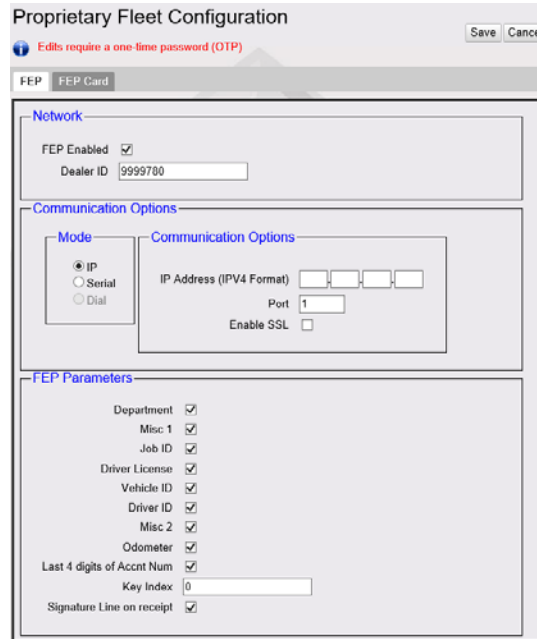 Proprietary Fleet Configuration
Save Cance
Edits require a one-time password (OTP)
FEP FEP Card
Network
FEP Enabled
Dealer ID 9999780
Communication Options
Mode
IP
Serial
Dial
Communication Options
IP Address (IPV4 Format) . . .
Port 1
Enable SSL
FEP Parameters
Department
Misc 1
Job ID
Driver License
Vehicle ID
Driver ID
Misc 2
Odometer
Last 4 digits of Accnt Num
Key Index 0
Signature Line on receipt